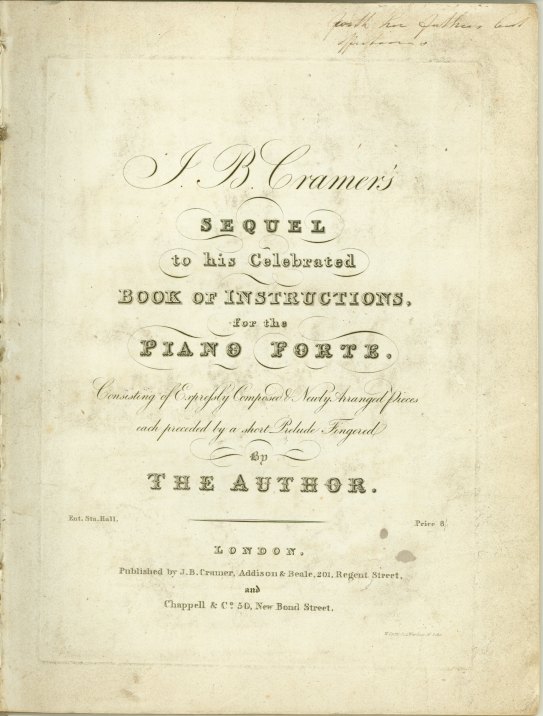 with her father's best
J. B. Cramer's
SEQUEL
to his Celebrated
BOOK OF INSTRUCTIONS,
for the
PIANO FORTE.
Consisting of Expressly Composed & Newly Arranged Pieces
each preceded by a short Prelude Fingered
By
THE AUTHOR.
Ent. Sta. Hall.
Price 8
LONDON,
Published by J. B. Cramer, Addison & Beale, 201, Regent Street,
and
Chappell & Co. 50, New Bond Street.